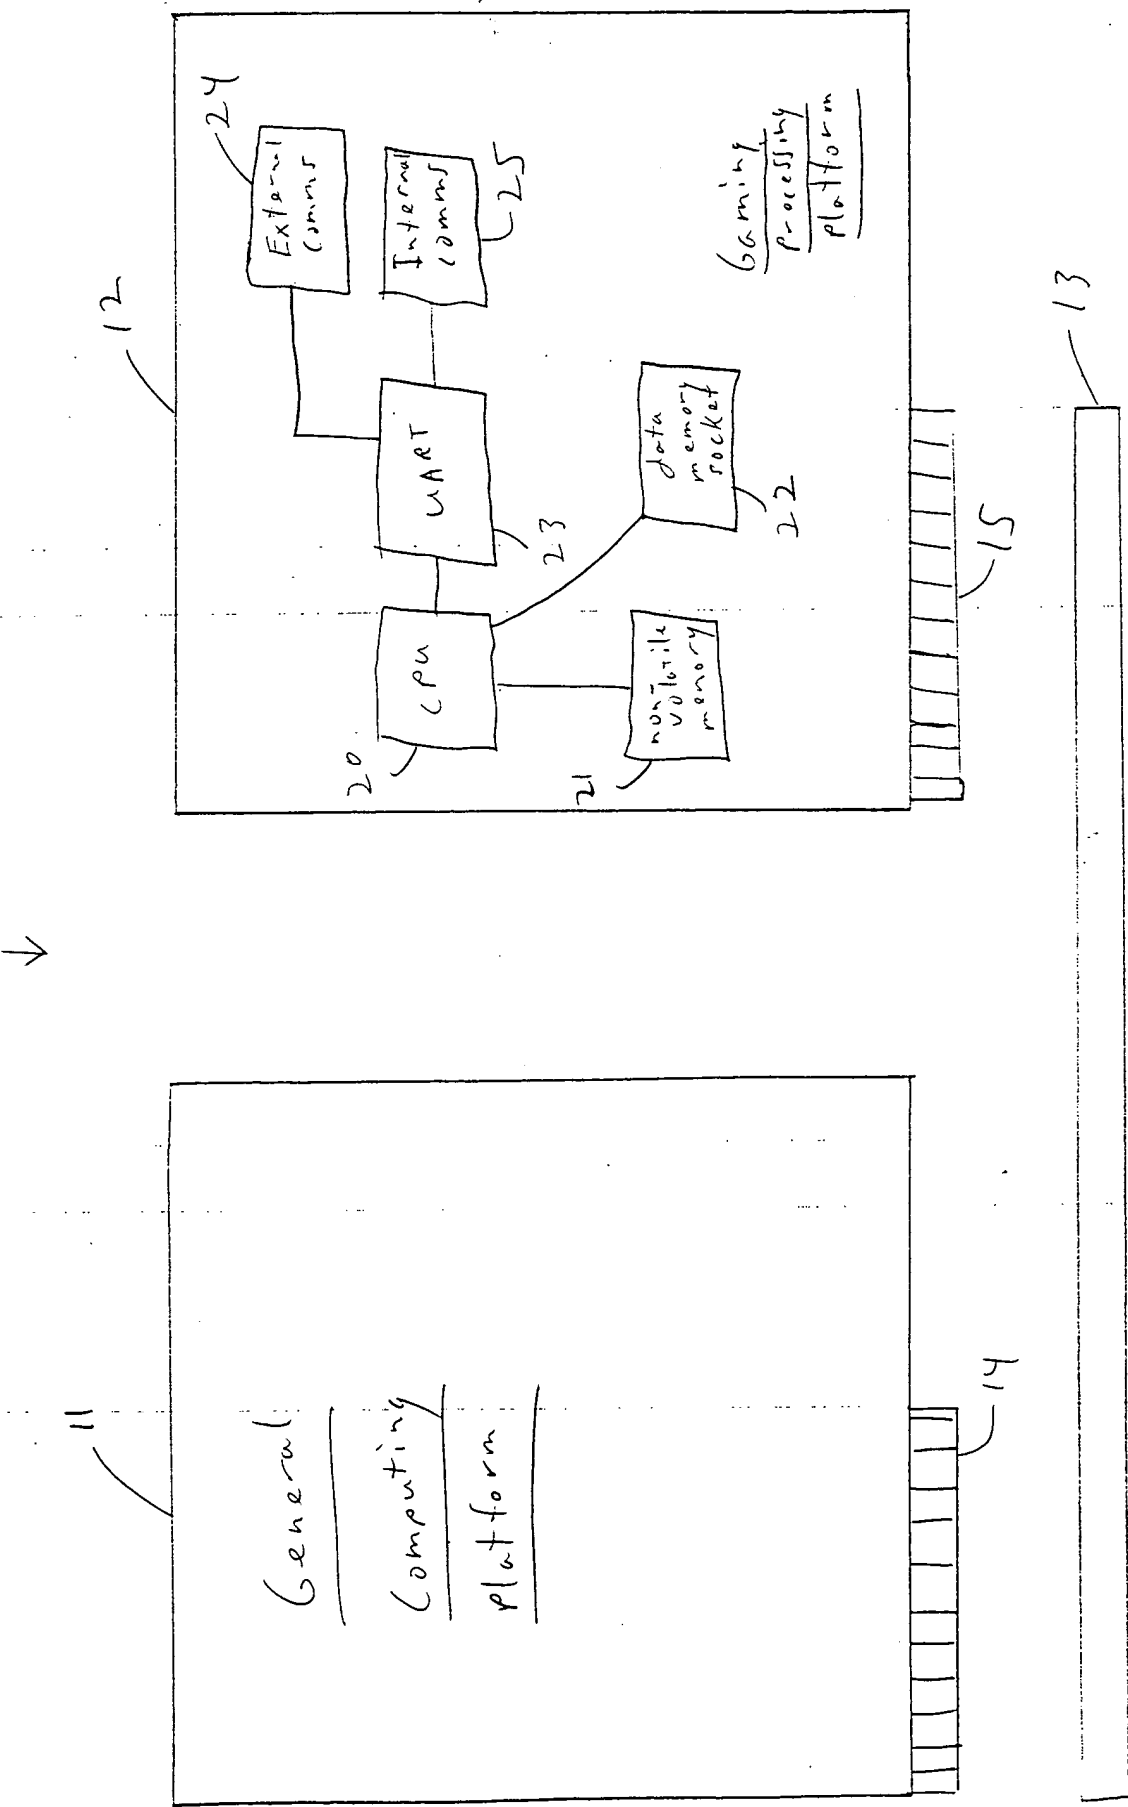 11
General
Computing
platform
14
12
24
External
comms
Internal
comms
25
UART
23
CPU
20
data
memory
socket
22
non-
volatile
memory
21
Gaming
processing
platform
15
13